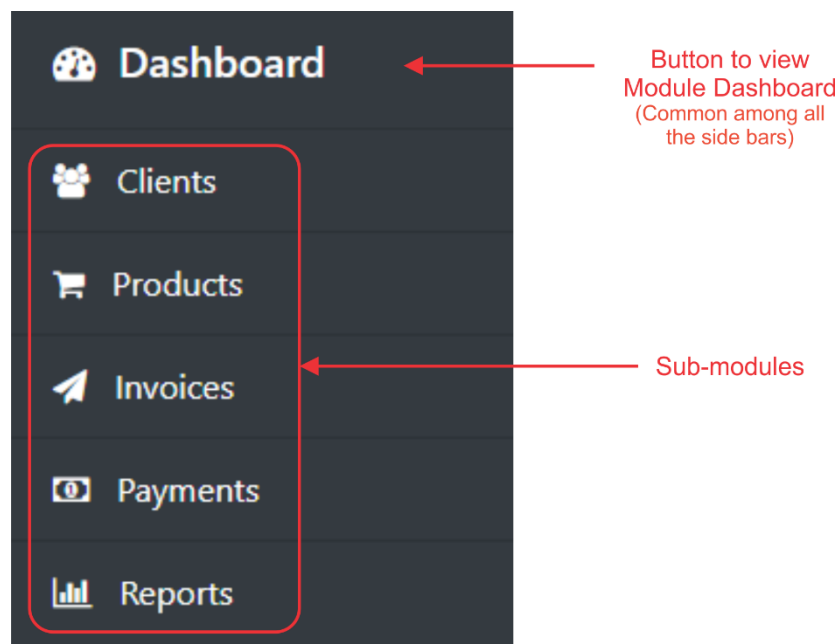 Dashboard
Button to view
Module Dashboard
(Common among all
the side bars)
Clients
Products
Invoices
Sub-modules
Payments
Reports